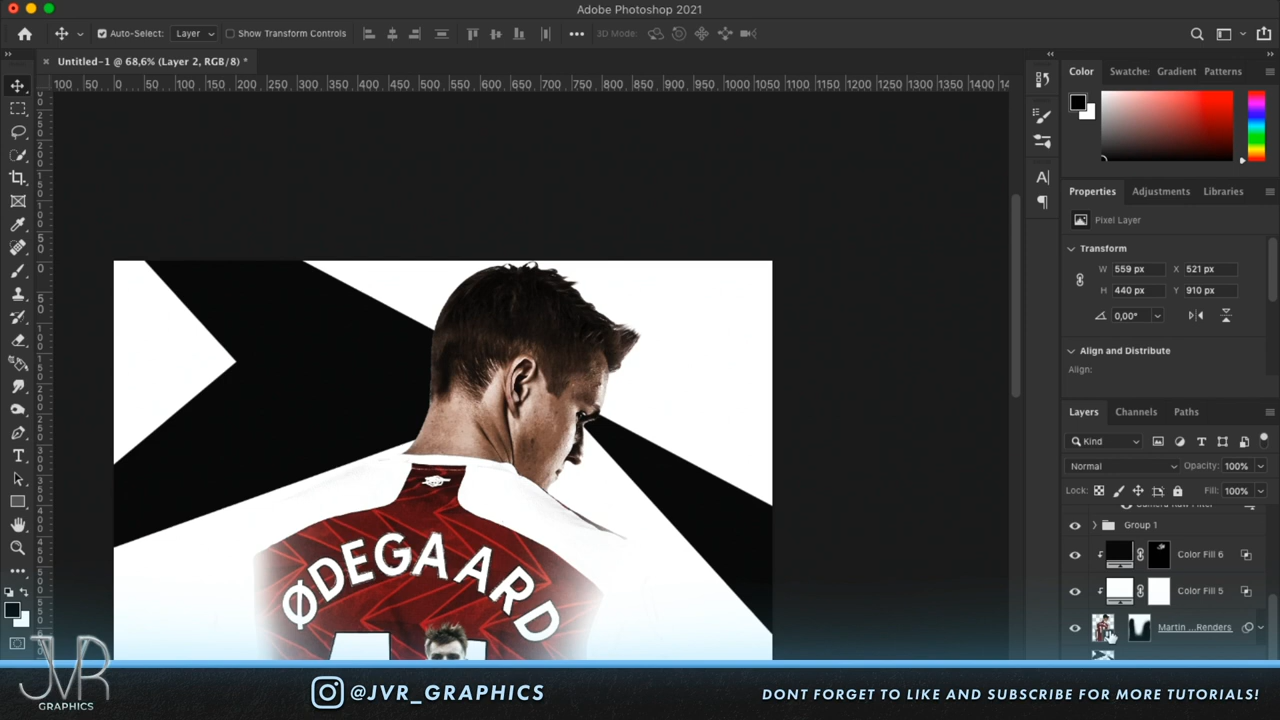 Adobe Photoshop 2021
Auto-Select: Layer Show Transform Controls 3D Mode:
Untitled-1 @ 68,6% (Layer 2, RGB/8) *
100 50 0 50 100 150 200 250 300 350 400 450 500 550 600 650 700 750 800 850 900 950 1000 1050 1100 1150 1200 1250 1300 1350 1400
Color Swatche: Gradient Patterns
Properties Adjustments Libraries
Pixel Layer
Transform
W 559 px X 521 px
H 440 px Y 910 px
0,00°
Align and Distribute
Align:
Layers Channels Paths
Kind
Normal Opacity: 100%
Lock: Fill: 100%
Group 1
Color Fill 6
Color Fill 5
Martin ...Renders
ØDEGAARD
JVR
GRAPHICS
@JVR_GRAPHICS
DONT FORGET TO LIKE AND SUBSCRIBE FOR MORE TUTORIALS!